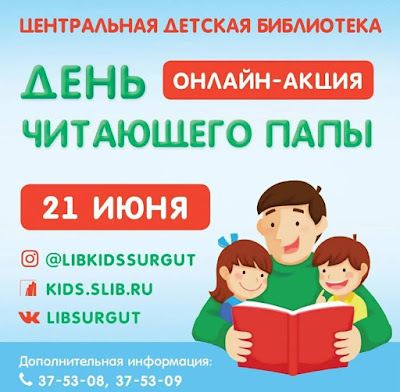 ЦЕНТРАЛЬНАЯ ДЕТСКАЯ БИБЛИОТЕКА
ДЕНЬ ОНЛАЙН-АКЦИЯ
ЧИТАЮЩЕГО ПАПЫ
21 ИЮНЯ
@LIBKIDSSURGUT
KIDS.SLIB.RU
LIBSURGUT
Дополнительная информация:
37-53-08, 37-53-09